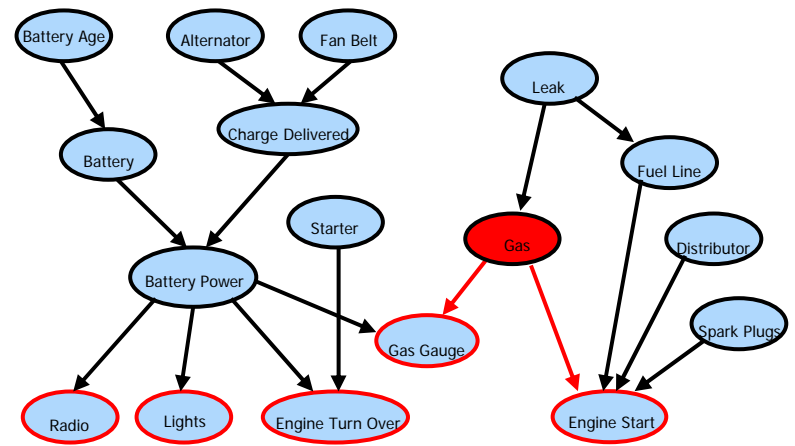 Battery Age
Alternator
Fan Belt
Leak
Charge Delivered
Battery
Fuel Line
Starter
Gas
Distributor
Battery Power
Spark Plugs
Gas Gauge
Radio
Lights
Engine Turn Over
Engine Start